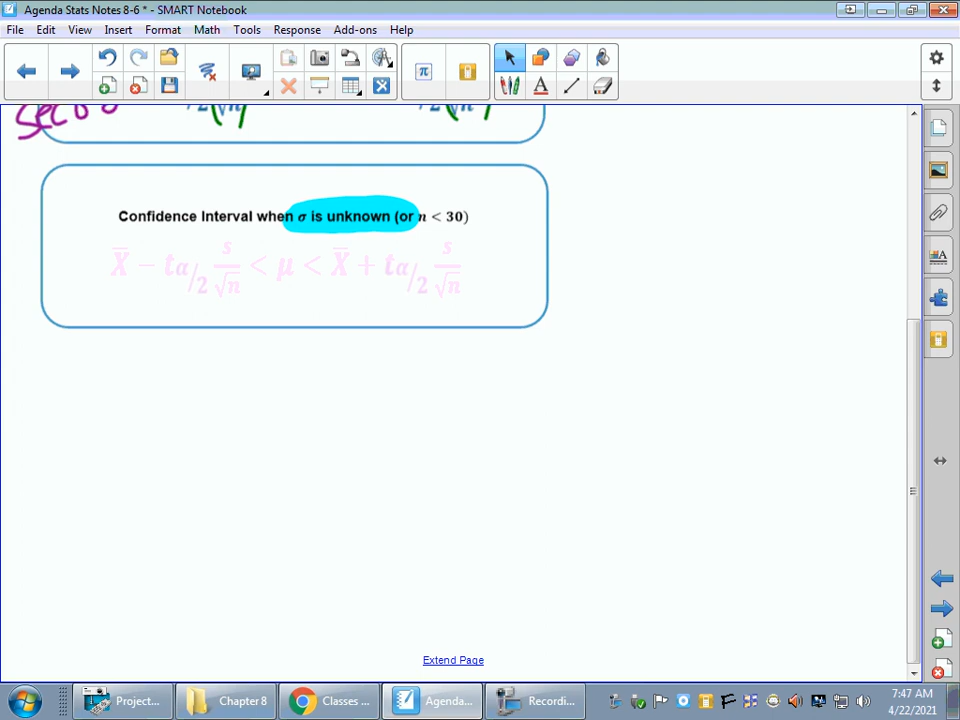 Agenda Stats Notes 8-6 * - SMART Notebook
File Edit View Insert Format Math Tools Response Add-ons Help
Confidence Interval when σ is unknown (or n < 30)
X̄ − tα/2 s/√n < μ < X̄ + tα/2 s/√n
Extend Page
Project... Chapter 8 Classes ... Agenda... Recordi... 7:47 AM
4/22/2021